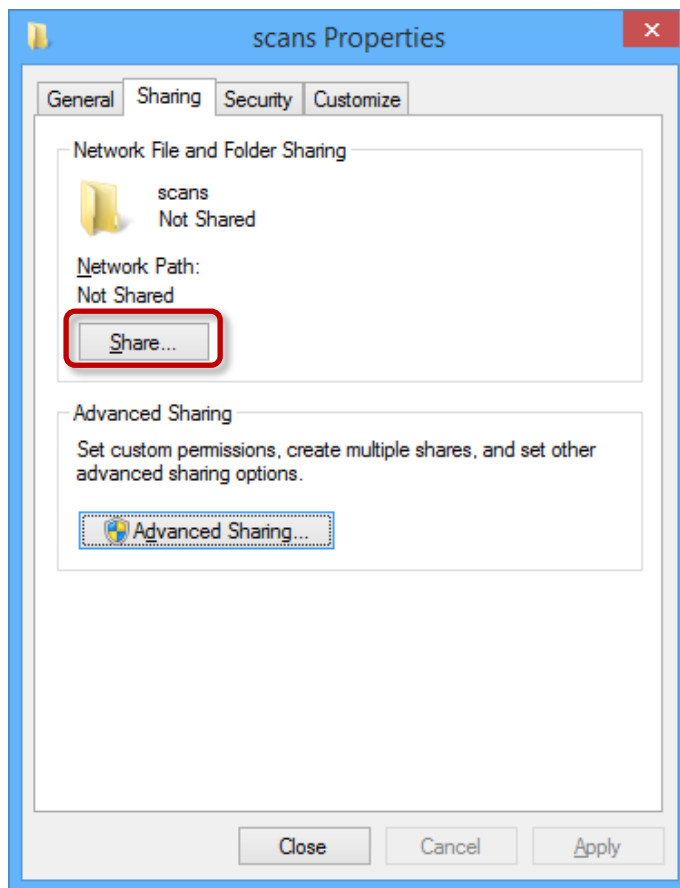 scans Properties
General Sharing Security Customize
Network File and Folder Sharing
scans
Not Shared
Network Path:
Not Shared
Share...
Advanced Sharing
Set custom permissions, create multiple shares, and set other
advanced sharing options.
Advanced Sharing...
Close Cancel Apply